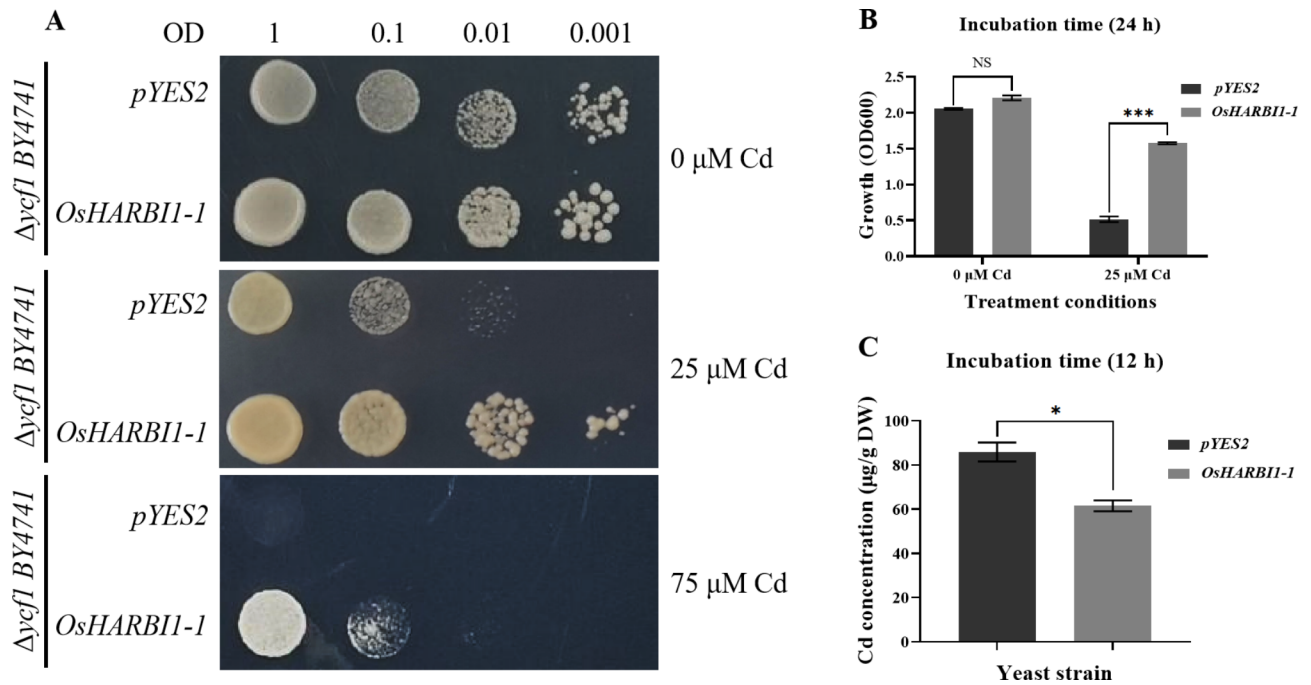 A
OD 1 0.1 0.01 0.001
Δycf1 BY4741
pYES2
OsHARBI1-1
0 μM Cd
Δycf1 BY4741
pYES2
OsHARBI1-1
25 μM Cd
Δycf1 BY4741
pYES2
OsHARBI1-1
75 μM Cd
B
Incubation time (24 h)
Growth (OD600)
2.5
2.0
1.5
1.0
0.5
0.0
NS
***
pYES2
OsHARBI1-1
0 μM Cd 25 μM Cd
Treatment conditions
C
Incubation time (12 h)
Cd concentration (μg/g DW)
100
80
60
40
20
0
*
pYES2
OsHARBI1-1
Yeast strain